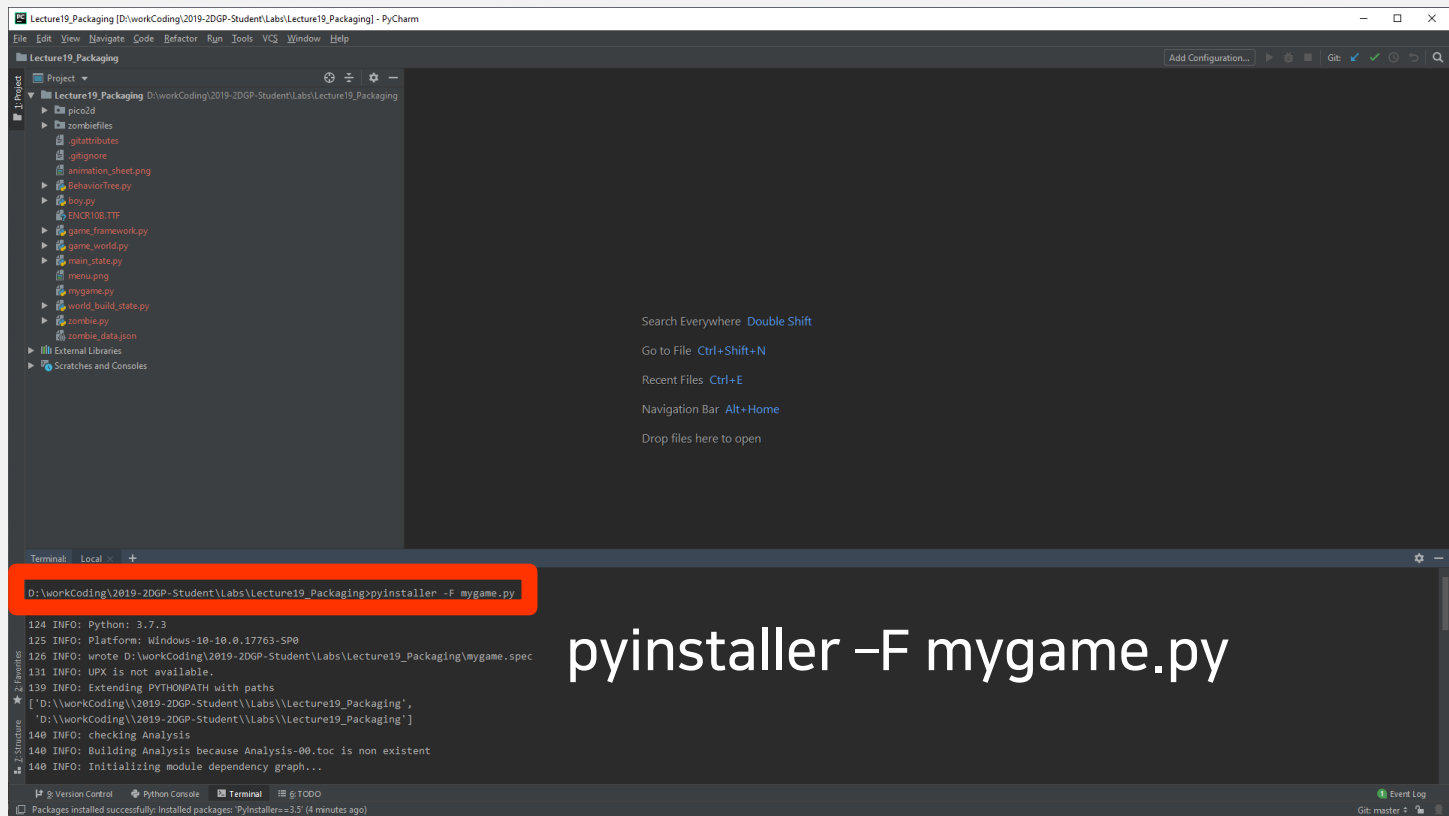 Lecture19_Packaging [D:\workCoding\2019-2DGP-Student\Labs\Lecture19_Packaging] - PyCharm
File Edit View Navigate Code Refactor Run Tools VCS Window Help
Lecture19_Packaging
Add Configuration...
Git:
1: Project
Project
Lecture19_Packaging D:\workCoding\2019-2DGP-Student\Labs\Lecture19_Packaging
pico2d
zombiefiles
.gitattributes
.gitignore
animation_sheet.png
BehaviorTree.py
boy.py
ENCR10B.TTF
game_framework.py
game_world.py
main_state.py
menu.png
mygame.py
world_build_state.py
zombie.py
zombie_data.json
External Libraries
Scratches and Consoles
Search Everywhere Double Shift
Go to File Ctrl+Shift+N
Recent Files Ctrl+E
Navigation Bar Alt+Home
Drop files here to open
Terminal: Local × +
D:\workCoding\2019-2DGP-Student\Labs\Lecture19_Packaging>pyinstaller -F mygame.py
124 INFO: Python: 3.7.3
125 INFO: Platform: Windows-10-10.0.17763-SP0
126 INFO: wrote D:\workCoding\2019-2DGP-Student\Labs\Lecture19_Packaging\mygame.spec
131 INFO: UPX is not available.
139 INFO: Extending PYTHONPATH with paths
['D:\\workCoding\\2019-2DGP-Student\\Labs\\Lecture19_Packaging',
'D:\\workCoding\\2019-2DGP-Student\\Labs\\Lecture19_Packaging']
140 INFO: checking Analysis
140 INFO: Building Analysis because Analysis-00.toc is non existent
140 INFO: Initializing module dependency graph...
pyinstaller –F mygame.py
2: Favorites
7: Structure
9: Version Control Python Console Terminal 6: TODO
1 Event Log
Packages installed successfully: Installed packages: 'PyInstaller==3.5' (4 minutes ago)
Git: master